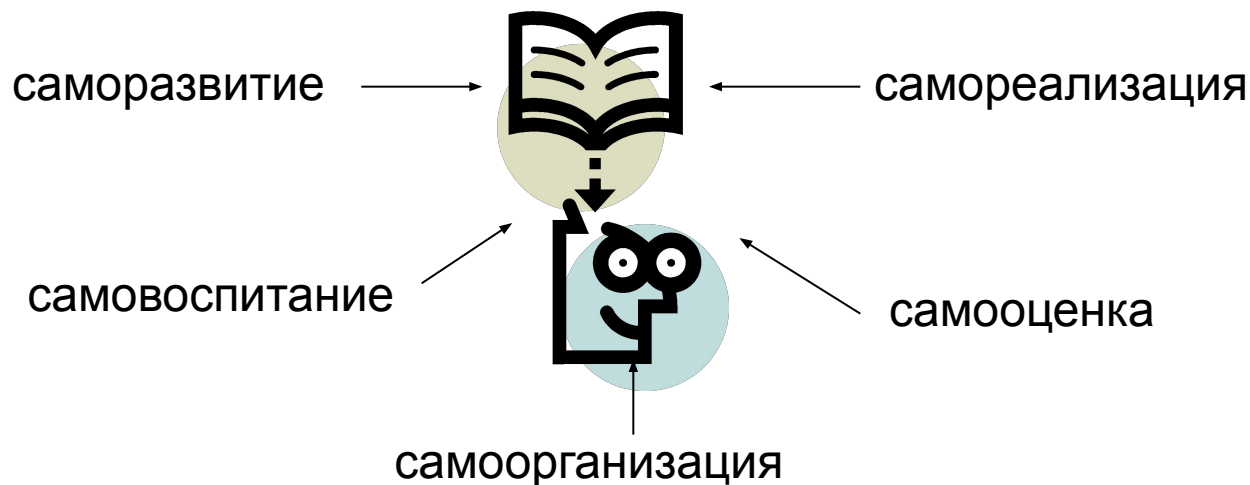 саморазвитие
самореализация
самовоспитание
самооценка
самоорганизация